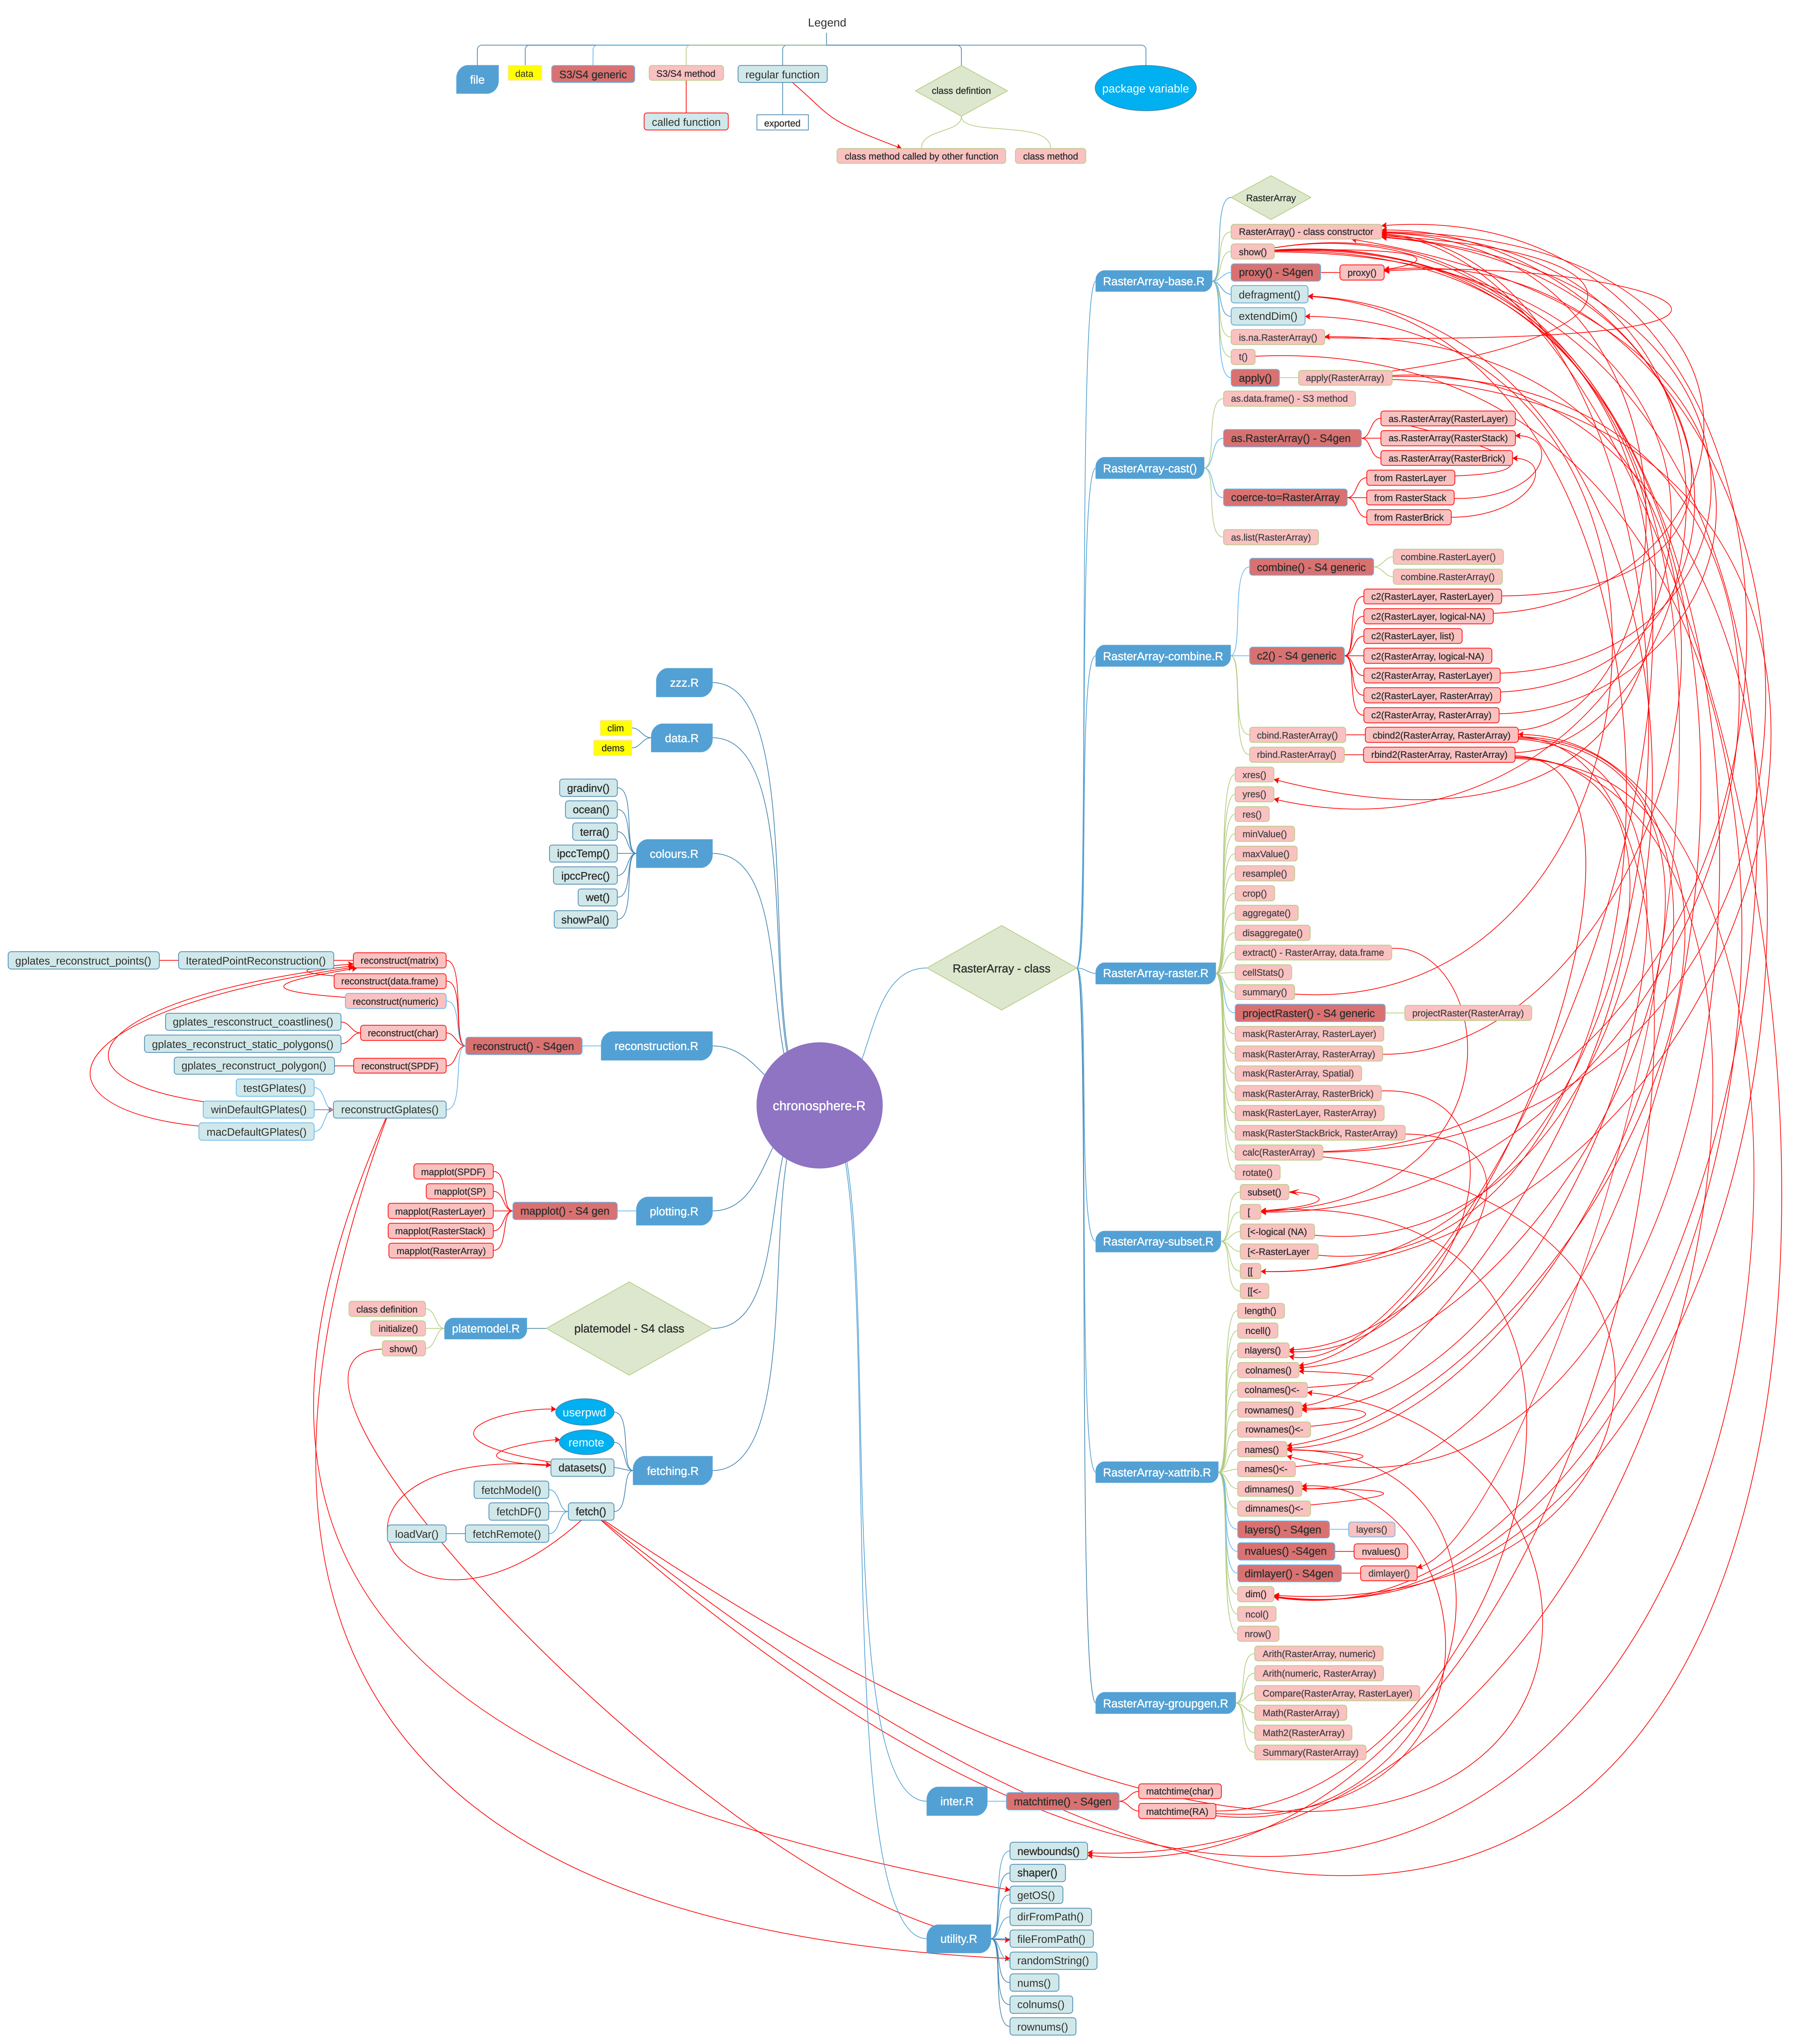 Legend
file
data
S3/S4 generic
S3/S4 method
regular function
class defintion
package variable
called function
exported
class method called by other function
class method
RasterArray
RasterArray() - class constructor
show()
RasterArray-base.R
proxy() - S4gen
proxy()
defragment()
extendDim()
is.na.RasterArray()
t()
apply()
apply(RasterArray)
as.data.frame() - S3 method
as.RasterArray(RasterLayer)
as.RasterArray() - S4gen
as.RasterArray(RasterStack)
as.RasterArray(RasterBrick)
RasterArray-cast()
from RasterLayer
coerce-to=RasterArray
from RasterStack
from RasterBrick
as.list(RasterArray)
combine() - S4 generic
combine.RasterLayer()
combine.RasterArray()
c2(RasterLayer, RasterLayer)
c2(RasterLayer, logical-NA)
c2(RasterLayer, list)
RasterArray-combine.R
c2() - S4 generic
c2(RasterArray, logical-NA)
c2(RasterArray, RasterLayer)
c2(RasterLayer, RasterArray)
c2(RasterArray, RasterArray)
cbind.RasterArray()
cbind2(RasterArray, RasterArray)
rbind.RasterArray()
rbind2(RasterArray, RasterArray)
xres()
yres()
res()
minValue()
maxValue()
resample()
crop()
aggregate()
disaggregate()
extract() - RasterArray, data.frame
RasterArray-raster.R
cellStats()
summary()
projectRaster() - S4 generic
projectRaster(RasterArray)
mask(RasterArray, RasterLayer)
mask(RasterArray, RasterArray)
mask(RasterArray, Spatial)
mask(RasterArray, RasterBrick)
mask(RasterLayer, RasterArray)
mask(RasterStackBrick, RasterArray)
calc(RasterArray)
rotate()
subset()
[
[<-logical (NA)
RasterArray-subset.R
[<-RasterLayer
[[
[[<-
length()
ncell()
nlayers()
colnames()
colnames()<-
rownames()
rownames()<-
names()
RasterArray-xattrib.R
names()<-
dimnames()
dimnames()<-
layers() - S4gen
layers()
nvalues() -S4gen
nvalues()
dimlayer() - S4gen
dimlayer()
dim()
ncol()
nrow()
Arith(RasterArray, numeric)
Arith(numeric, RasterArray)
Compare(RasterArray, RasterLayer)
RasterArray-groupgen.R
Math(RasterArray)
Math2(RasterArray)
Summary(RasterArray)
RasterArray - class
chronosphere-R
zzz.R
clim
data.R
dems
gradinv()
ocean()
terra()
ipccTemp()
colours.R
ipccPrec()
wet()
showPal()
gplates_reconstruct_points()
IteratedPointReconstruction()
reconstruct(matrix)
reconstruct(data.frame)
reconstruct(numeric)
gplates_resconstruct_coastlines()
reconstruct(char)
gplates_reconstruct_static_polygons()
reconstruct() - S4gen
reconstruction.R
gplates_reconstruct_polygon()
reconstruct(SPDF)
testGPlates()
winDefaultGPlates()
reconstructGplates()
macDefaultGPlates()
mapplot(SPDF)
mapplot(SP)
mapplot(RasterLayer)
mapplot() - S4 gen
plotting.R
mapplot(RasterStack)
mapplot(RasterArray)
class definition
initialize()
platemodel.R
platemodel - S4 class
show()
userpwd
remote
datasets()
fetching.R
fetchModel()
fetchDF()
fetch()
loadVar()
fetchRemote()
inter.R
matchtime() - S4gen
matchtime(char)
matchtime(RA)
newbounds()
shaper()
getOS()
dirFromPath()
utility.R
fileFromPath()
randomString()
nums()
colnums()
rownums()